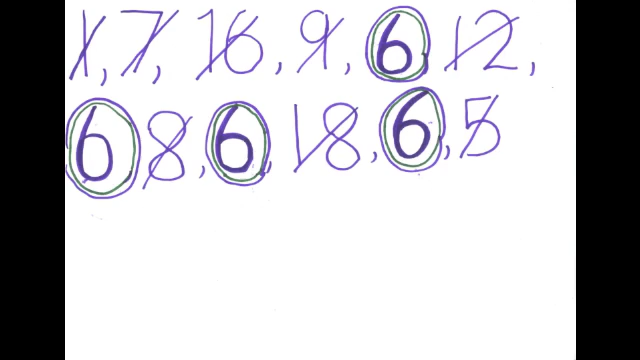 1, 7, 16, 9, 6, 12,
6 8, 6, 18, 6, 5